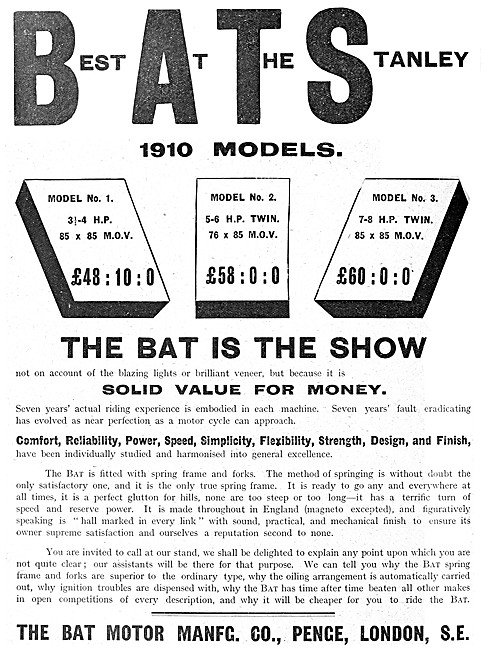 BEST AT THE STANLEY
1910 MODELS.
MODEL No. 1.
3½-4 H.P.
85 x 85 M.O.V.
£48 : 10 : 0
MODEL No. 2.
5-6 H.P. TWIN.
76 x 85 M.O.V.
£58 : 0 : 0
MODEL No. 3.
7-8 H.P. TWIN.
85 x 85 M.O.V.
£60 : 0 : 0
THE BAT IS THE SHOW
not on account of the blazing lights or brilliant veneer, but because it is
SOLID VALUE FOR MONEY.
Seven years' actual riding experience is embodied in each machine. Seven years' fault eradicating
has evolved as near perfection as a motor cycle can approach.
Comfort, Reliability, Power, Speed, Simplicity, Flexibility, Strength, Design, and Finish,
have been individually studied and harmonised into general excellence.
The BAT is fitted with spring frame and forks. The method of springing is without doubt the
only satisfactory one, and it is the only true spring frame. It is ready to go any and everywhere at
all times, it is a perfect glutton for hills, none are too steep or too long—it has a terrific turn of
speed and reserve power. It is made throughout in England (magneto excepted), and figuratively
speaking is "hall marked in every link" with sound, practical, and mechanical finish to ensure its
owner supreme satisfaction and ourselves a reputation second to none.
You are invited to call at our stand, we shall be delighted to explain any point upon which you are
not quite clear; our assistants will be there for that purpose. We can tell you why the BAT spring
frame and forks are superior to the ordinary type, why the oiling arrangement is automatically carried
out, why ignition troubles are dispensed with, why the BAT has time after time beaten all other makes
in open competitions of every description, and why it will be cheaper for you to ride the BAT.
THE BAT MOTOR MANFG. CO., PENGE, LONDON, S.E.